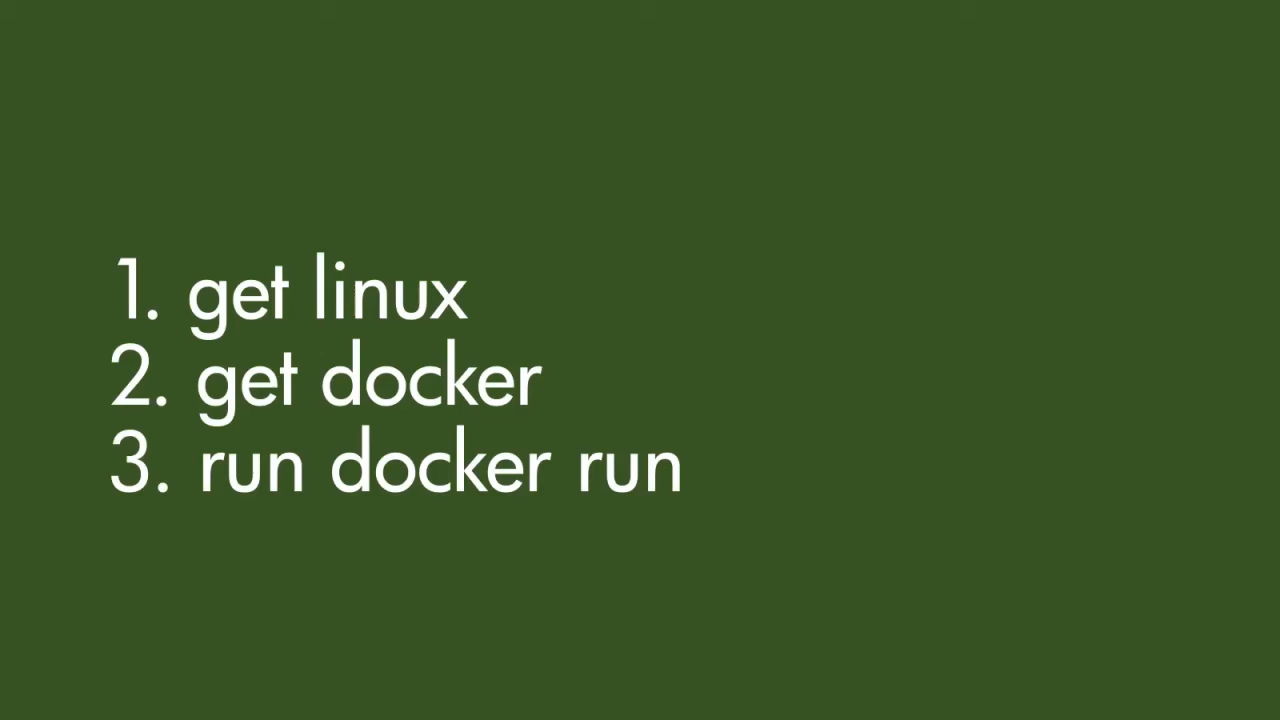 1. get linux
2. get docker
3. run docker run